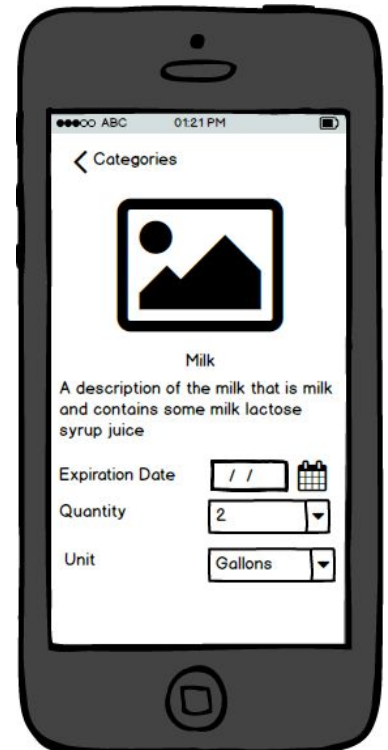 ABC 01:21 PM
Categories
Milk
A description of the milk that is milk
and contains some milk lactose
syrup juice
Expiration Date / /
Quantity 2
Unit Gallons